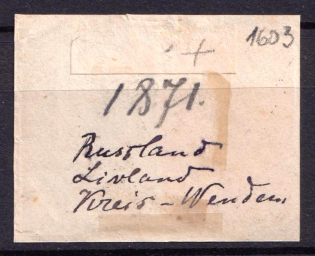 1603
+
1871.
Russland
Livland
Kreis - Wenden